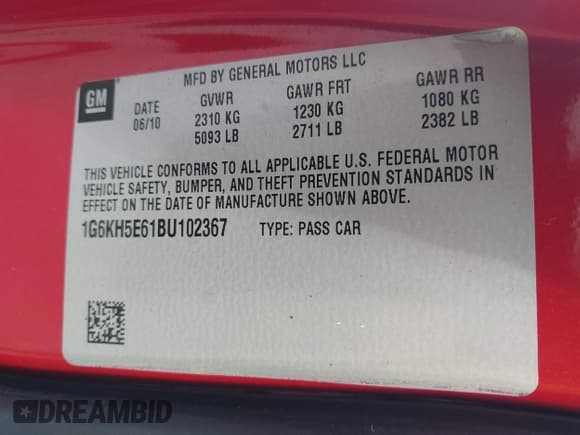 MFD BY GENERAL MOTORS LLC
GM
DATE GVWR GAWR FRT GAWR RR
06/10 2310 KG 1230 KG 1080 KG
5093 LB 2711 LB 2382 LB
THIS VEHICLE CONFORMS TO ALL APPLICABLE U.S. FEDERAL MOTOR
VEHICLE SAFETY, BUMPER, AND THEFT PREVENTION STANDARDS IN
EFFECT ON THE DATE OF MANUFACTURE SHOWN ABOVE.
1G6KH5E61BU102367 TYPE: PASS CAR
DREAMBID